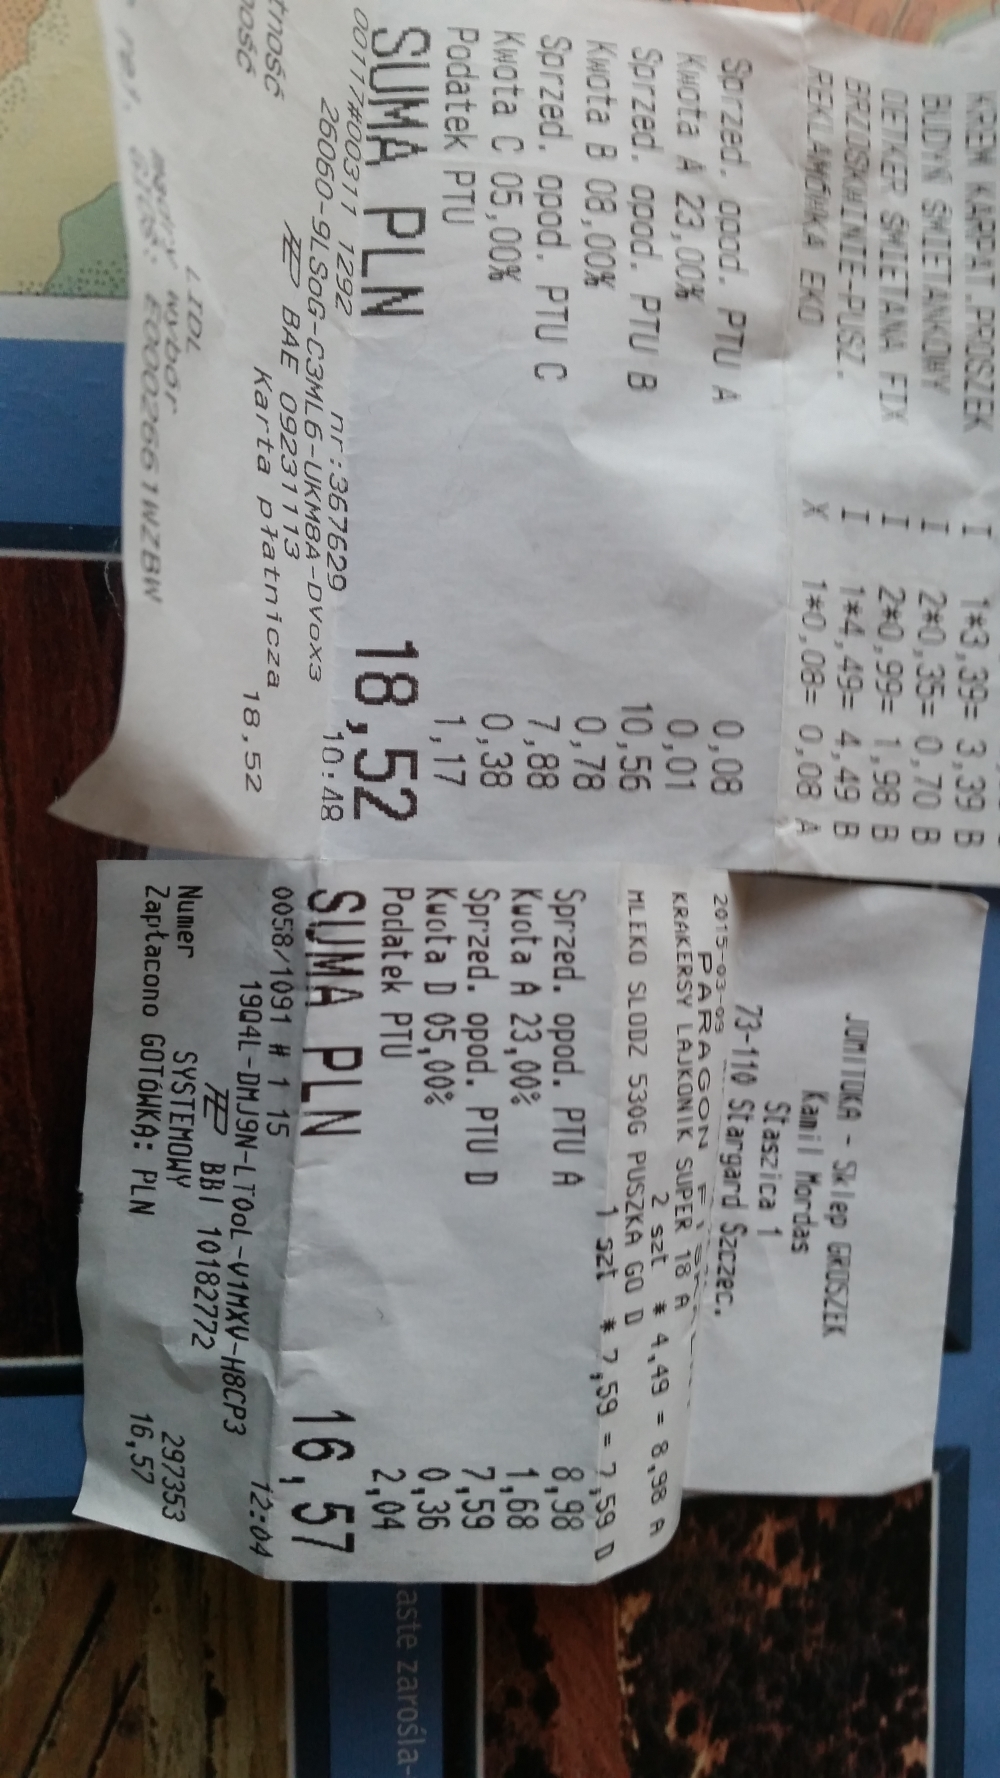 KREM KARPAT.PROSZEK I 1*3,39= 3,39 B
BUDYŃ ŚMIETANKOWY I 2*0,35= 0,70 B
OETKER ŚMIETANA FIX I 2*0,99= 1,98 B
BRZOSKWINIE-PUSZ. I 1*4,49= 4,49 B
REKLAMÓWKA EKO X 1*0,08= 0,08 A
Sprzed. opod. PTU A 0,08
Kwota A 23,00% 0,01
Sprzed. opod. PTU B 10,56
Kwota B 08,00% 0,78
Sprzed. opod. PTU C 7,88
Kwota C 05,00% 0,38
Podatek PTU 1,17
SUMA PLN 18,52
00117#00311 1292 nr:367629 10:48
26060-9LSOG-C3ML6-UKM8A-DVOX3
BAE 09231113
Karta płatnicza 18,52
LIDL
mądry wybór
E0002661WZBW
JOMITOKA - Sklep GROSZEK
Kamil Mordas
Staszica 1
73-110 Stargard Szczec.
2015-03-09
PARAGON
KRAKERSY LAJKONIK SUPER 18 A
2 szt * 4,49 = 8,98 A
MLEKO SLODZ 530G PUSZKA GO D
1 szt * 7,59 = 7,59 D
Sprzed. opod. PTU A 8,98
Kwota A 23,00% 1,68
Sprzed. opod. PTU D 7,59
Kwota D 05,00% 0,36
Podatek PTU 2,04
SUMA PLN 16,57
0058/1091 # 1 15 12:04
19Q4L-DMJ9N-LTOOL-V1MXV-H8CP3
BBI 10182772
SYSTEMOWY
Numer 297353
Zapłacono GOTÓWKA: PLN 16,57
aste zarośla-